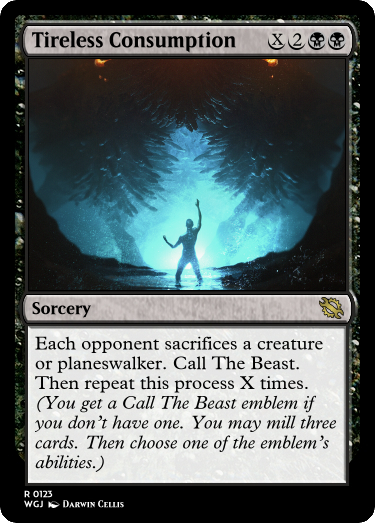 Tireless Consumption X2
Sorcery
Each opponent sacrifices a creature
or planeswalker. Call The Beast.
Then repeat this process X times.
(You get a Call The Beast emblem if
you don't have one. You may mill three
cards. Then choose one of the emblem's
abilities.)
R 0123
WGJ DARWIN CELLIS